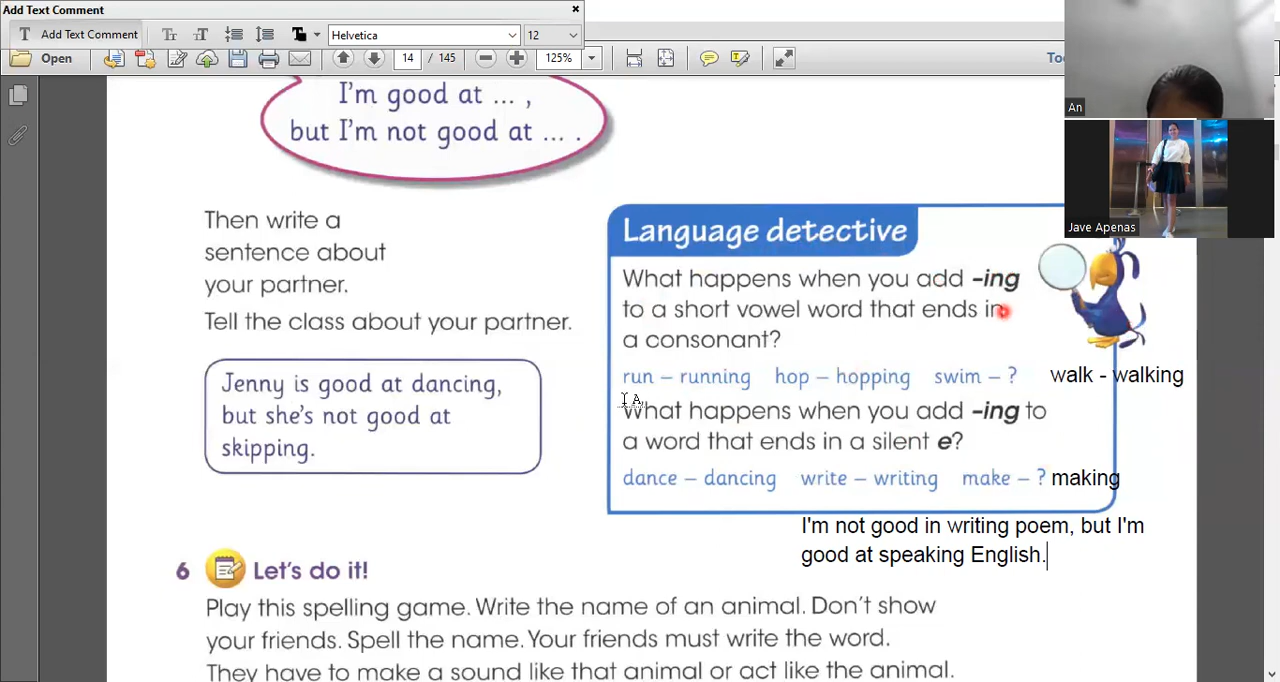 Add Text Comment
Add Text Comment
Helvetica
12
Open
14 / 145
125%
Too
I'm good at ... ,
but I'm not good at ... .
An
Jave Apenas
Then write a
sentence about
your partner.
Tell the class about your partner.
Jenny is good at dancing,
but she's not good at
skipping.
Language detective
What happens when you add -ing
to a short vowel word that ends in
a consonant?
run – running hop – hopping swim – ? walk - walking
What happens when you add -ing to
a word that ends in a silent e?
dance – dancing write – writing make – ? making
I'm not good in writing poem, but I'm
good at speaking English.
6 Let's do it!
Play this spelling game. Write the name of an animal. Don't show
your friends. Spell the name. Your friends must write the word.
They have to make a sound like that animal or act like the animal.